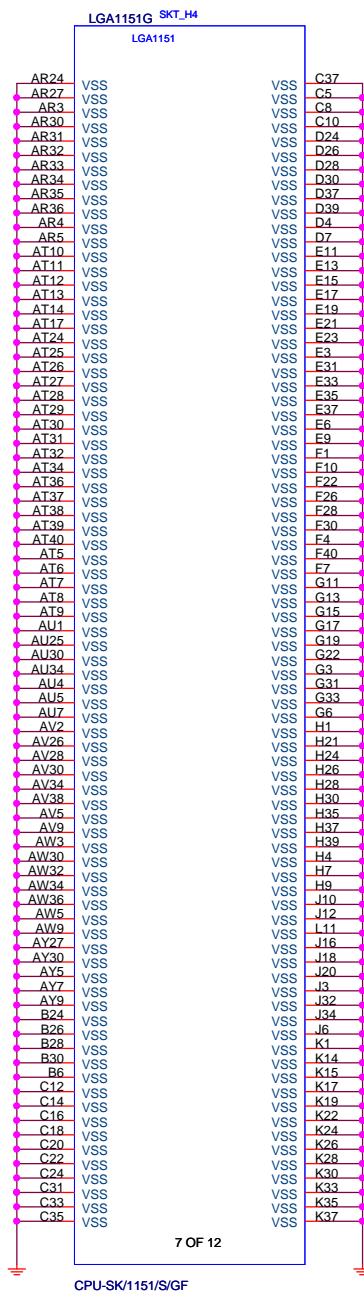 LGA1151G SKT_H4
LGA1151
AR24 VSS VSS C37
AR27 VSS VSS C5
AR3 VSS VSS C8
AR30 VSS VSS C10
AR31 VSS VSS D24
AR32 VSS VSS D26
AR33 VSS VSS D28
AR34 VSS VSS D30
AR35 VSS VSS D37
AR36 VSS VSS D39
AR4 VSS VSS D4
AR5 VSS VSS D7
AT10 VSS VSS E11
AT11 VSS VSS E13
AT12 VSS VSS E15
AT13 VSS VSS E17
AT14 VSS VSS E19
AT17 VSS VSS E21
AT24 VSS VSS E23
AT25 VSS VSS E3
AT26 VSS VSS E31
AT27 VSS VSS E33
AT28 VSS VSS E35
AT29 VSS VSS E37
AT30 VSS VSS E6
AT31 VSS VSS E9
AT32 VSS VSS F1
AT34 VSS VSS F10
AT36 VSS VSS F22
AT37 VSS VSS F26
AT38 VSS VSS F28
AT39 VSS VSS F30
AT40 VSS VSS F4
AT5 VSS VSS F40
AT6 VSS VSS F7
AT7 VSS VSS G11
AT8 VSS VSS G13
AT9 VSS VSS G15
AU1 VSS VSS G17
AU25 VSS VSS G19
AU30 VSS VSS G22
AU34 VSS VSS G3
AU4 VSS VSS G31
AU5 VSS VSS G33
AU7 VSS VSS G6
AV2 VSS VSS H1
AV26 VSS VSS H21
AV28 VSS VSS H24
AV30 VSS VSS H26
AV34 VSS VSS H28
AV38 VSS VSS H30
AV5 VSS VSS H35
AV9 VSS VSS H37
AW3 VSS VSS H39
AW30 VSS VSS H4
AW32 VSS VSS H7
AW34 VSS VSS H9
AW36 VSS VSS J10
AW5 VSS VSS J12
AW9 VSS VSS L11
AY27 VSS VSS J16
AY30 VSS VSS J18
AY5 VSS VSS J20
AY7 VSS VSS J3
AY9 VSS VSS J32
B24 VSS VSS J34
B26 VSS VSS J6
B28 VSS VSS K1
B30 VSS VSS K14
B6 VSS VSS K15
C12 VSS VSS K17
C14 VSS VSS K19
C16 VSS VSS K22
C18 VSS VSS K24
C20 VSS VSS K26
C22 VSS VSS K28
C24 VSS VSS K30
C31 VSS VSS K33
C33 VSS VSS K35
C35 VSS VSS K37
7 OF 12
CPU-SK/1151/S/GF